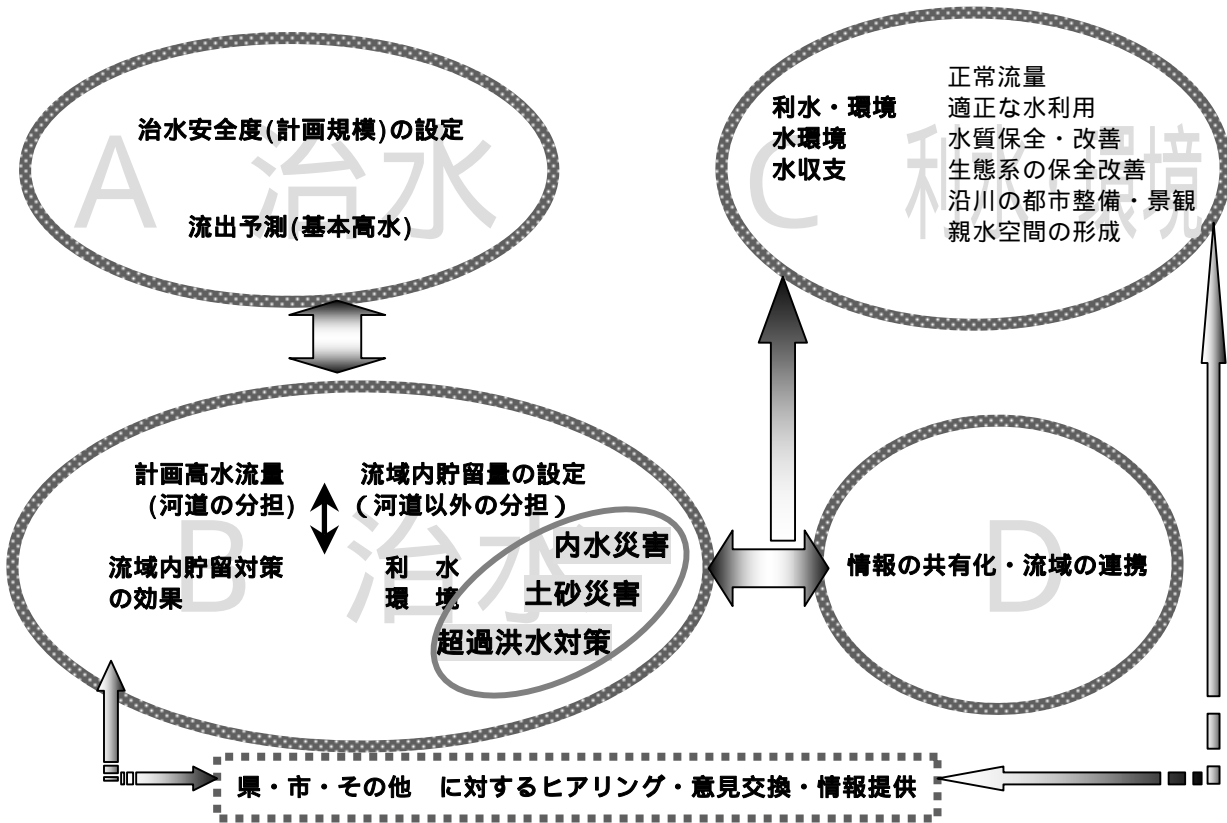 A 治水
治水安全度(計画規模)の設定
流出予測(基本高水)
C 利水・環境
利水・環境
水環境
水収支
正常流量
適正な水利用
水質保全・改善
生態系の保全改善
沿川の都市整備・景観
親水空間の形成
B 治水
計画高水流量
(河道の分担)
流域内貯留量の設定
(河道以外の分担)
流域内貯留対策
の効果
利 水
環 境
内水災害
土砂災害
超過洪水対策
D
情報の共有化・流域の連携
県・市・その他 に対するヒアリング・意見交換・情報提供